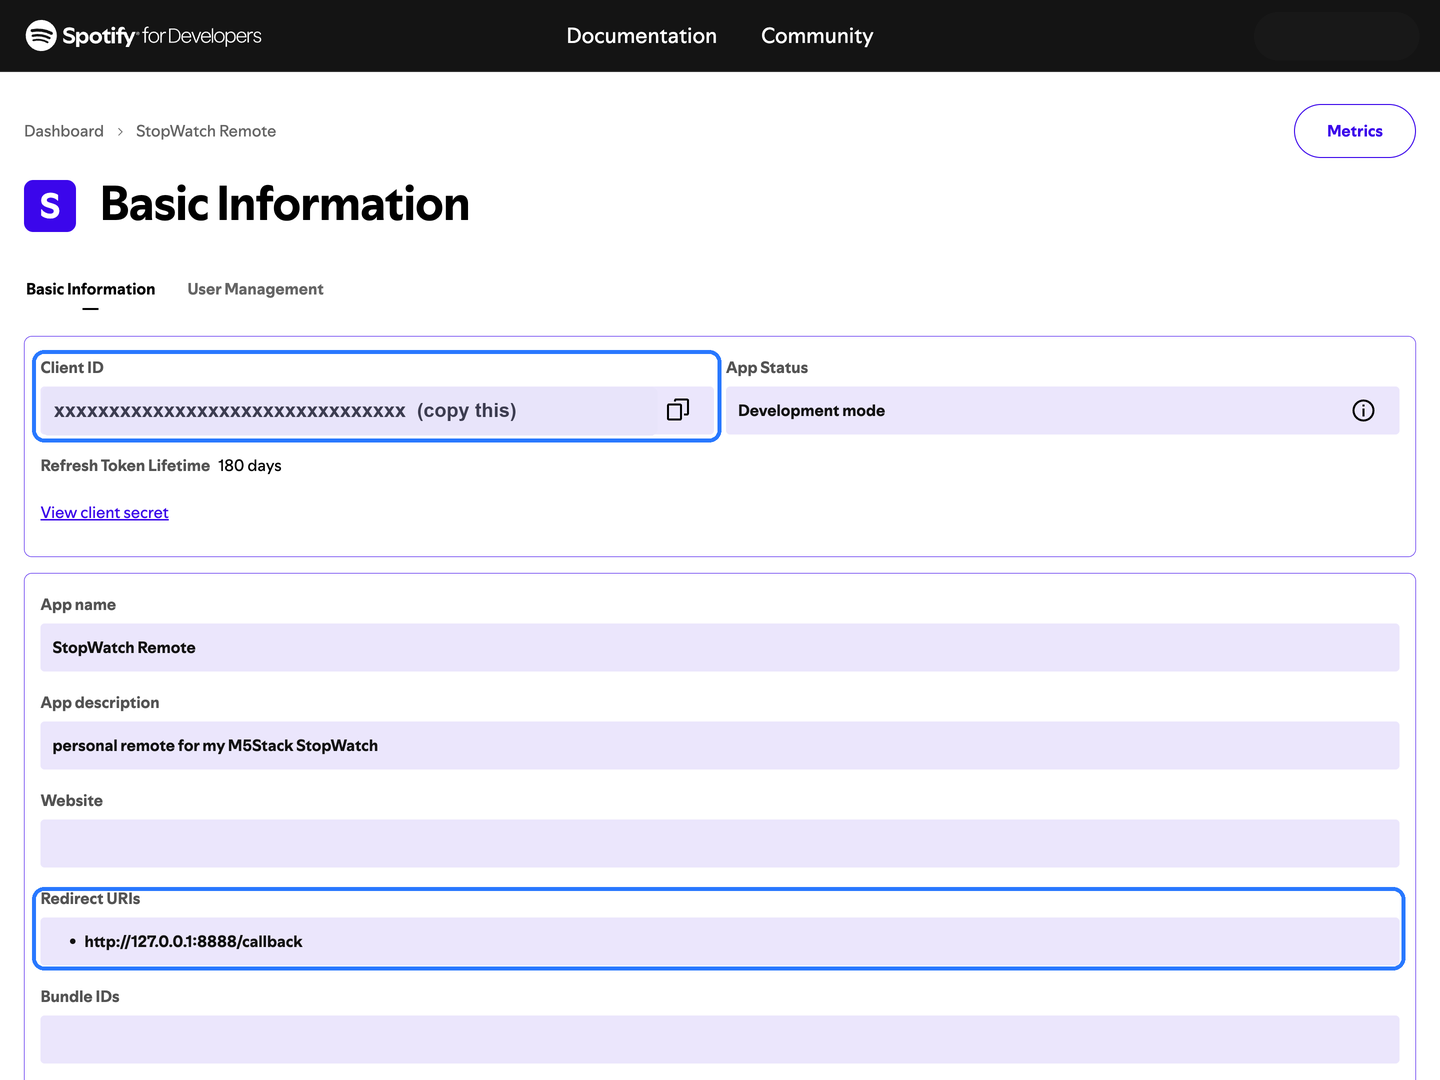 Spotify for Developers
Documentation
Community
Dashboard > StopWatch Remote
Metrics
S
Basic Information
Basic Information
User Management
Client ID
xxxxxxxxxxxxxxxxxxxxxxxxxxxxxxxx (copy this)
App Status
Development mode
Refresh Token Lifetime 180 days
View client secret
App name
StopWatch Remote
App description
personal remote for my M5Stack StopWatch
Website
Redirect URIs
• http://127.0.0.1:8888/callback
Bundle IDs